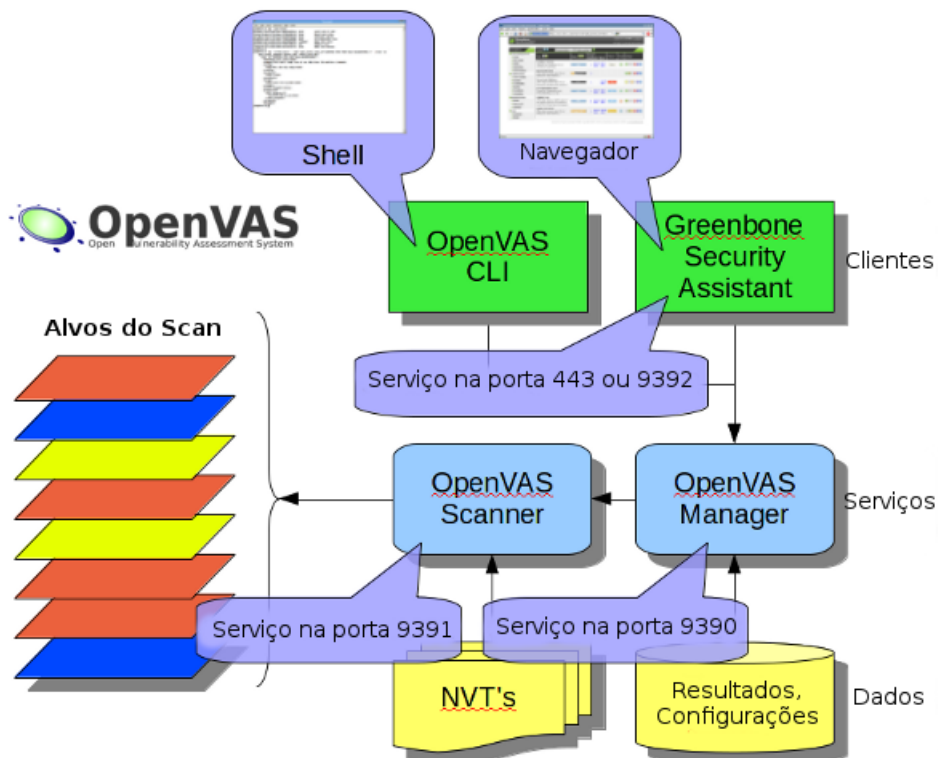 Shell
Navegador
OpenVAS
Open Vulnerability Assessment System
OpenVAS
CLI
Greenbone
Security
Assistant
Clientes
Alvos do Scan
Serviço na porta 443 ou 9392
OpenVAS
Scanner
OpenVAS
Manager
Serviços
Serviço na porta 9391
Serviço na porta 9390
NVT's
Resultados,
Configurações
Dados